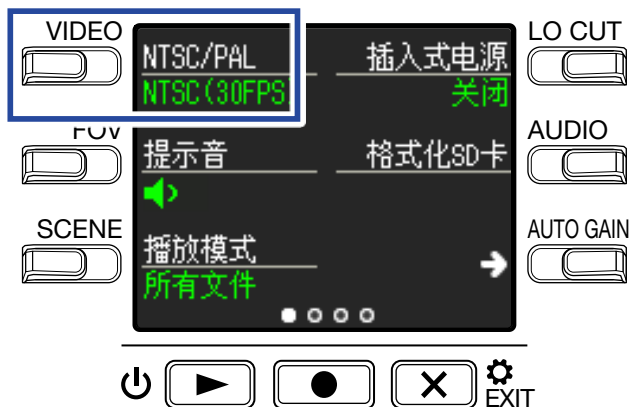 VIDEO
LO CUT
NTSC/PAL
插入式电源
NTSC(30FPS)
关闭
FOV
AUDIO
提示音
格式化SD卡
SCENE
AUTO GAIN
播放模式
所有文件
EXIT